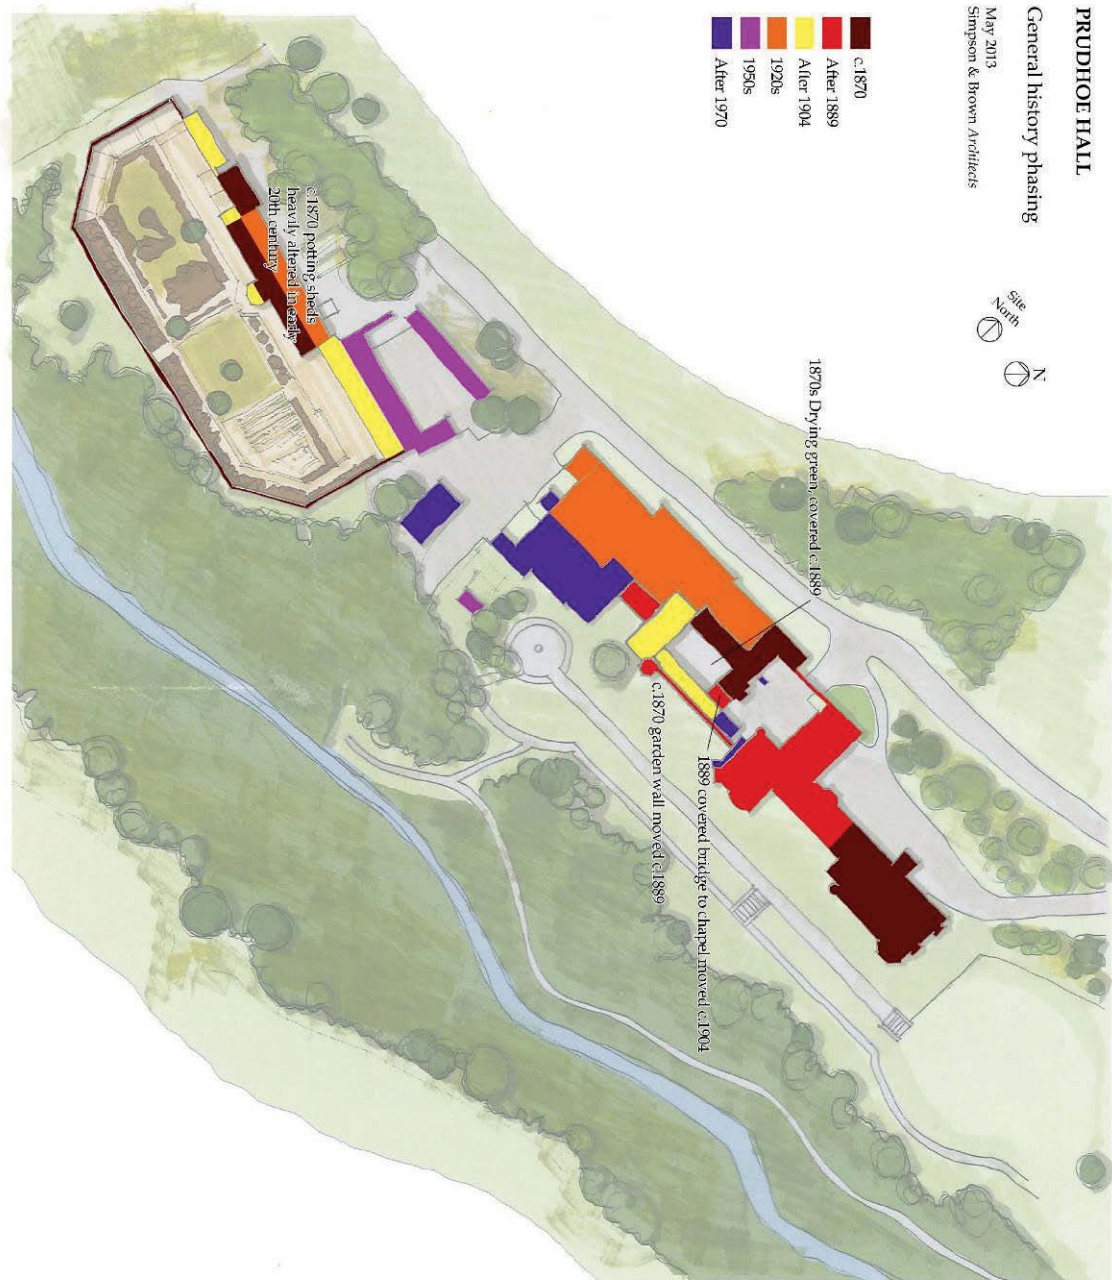 PRUDHOE HALL
General history phasing
May 2013
Simpson & Brown Architects
c.1870
After 1889
After 1904
1920s
1950s
After 1970
Site
North
N
1870s Drying green, covered c.1889
1889 covered bridge to chapel moved c.1904
c.1870 garden wall moved c.1889
c.1870 potting sheds
heavily altered in early
20th century